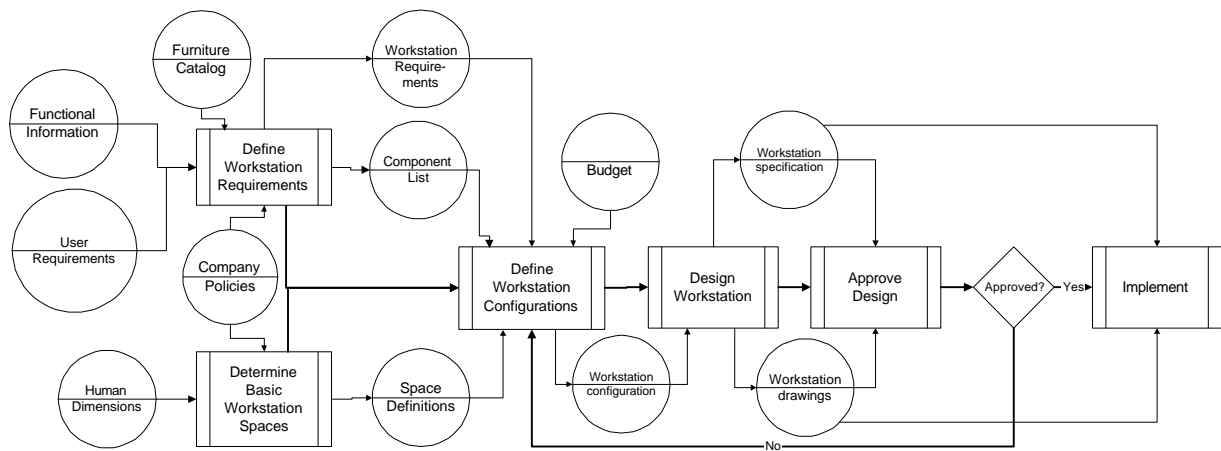 Furniture
Catalog
Workstation
Require-
ments
Functional
Information
Define
Workstation
Requirements
Component
List
Budget
Workstation
specification
User
Requirements
Company
Policies
Define
Workstation
Configurations
Design
Workstation
Approve
Design
Approved?
Yes
Implement
Human
Dimensions
Determine
Basic
Workstation
Spaces
Space
Definitions
Workstation
configuration
Workstation
drawings
No